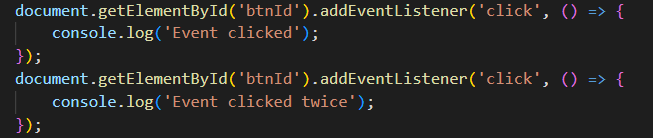 document.getElementById('btnId').addEventListener('click', () => {
    console.log('Event clicked');
});
document.getElementById('btnId').addEventListener('click', () => {
    console.log('Event clicked twice');
});